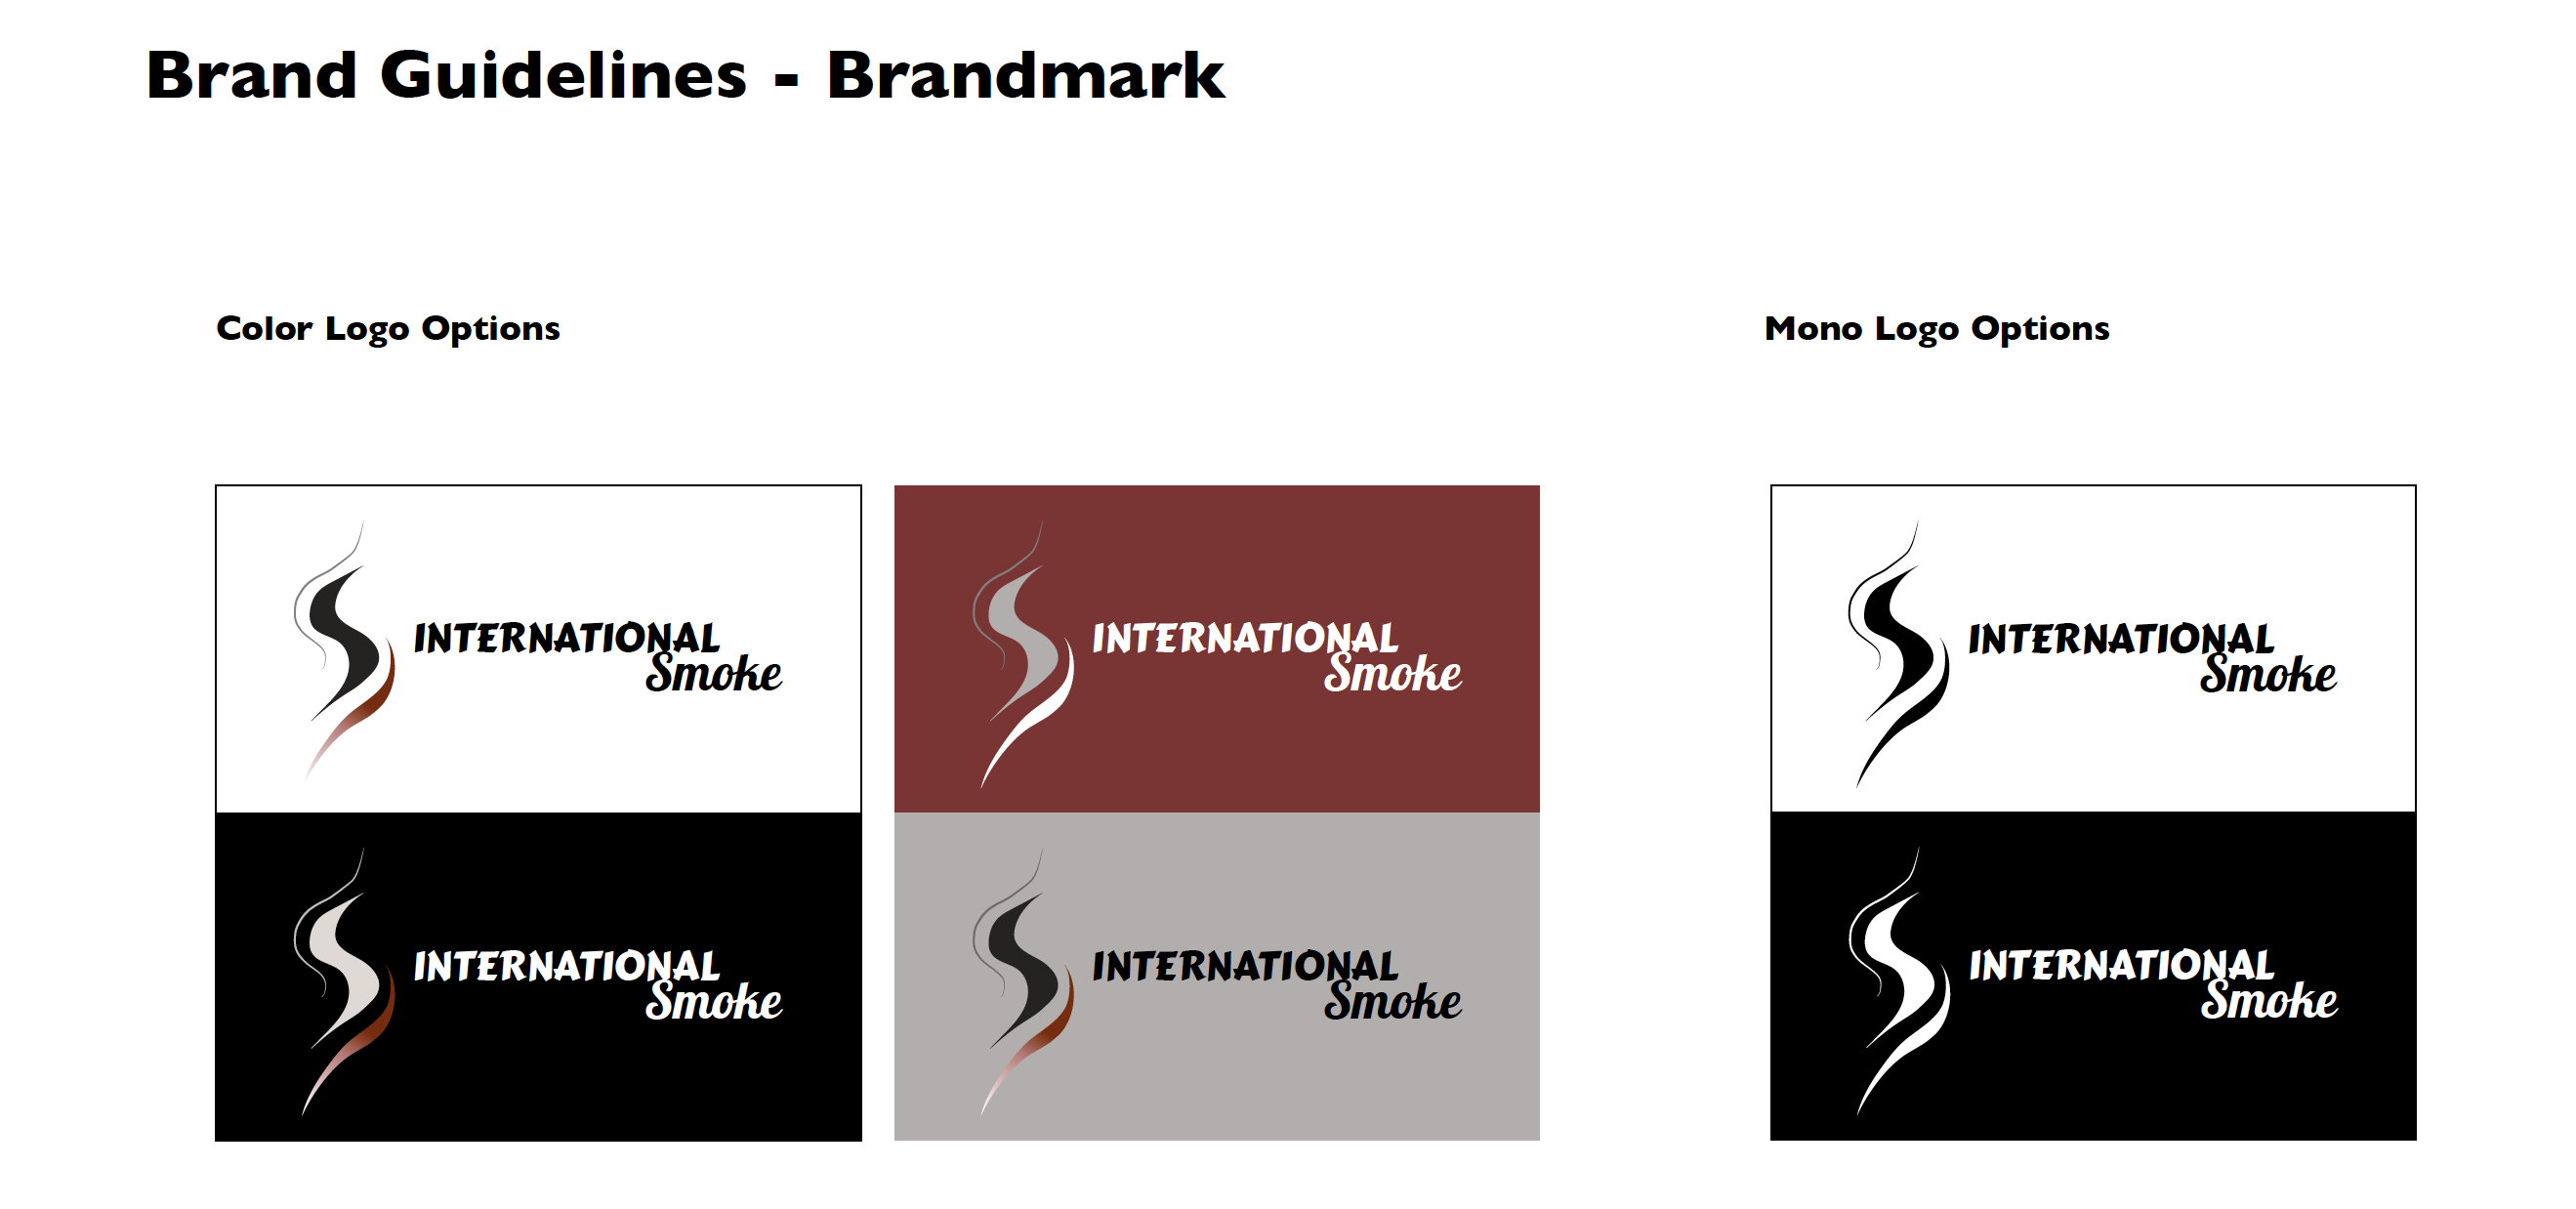 Brand Guidelines - Brandmark
Color Logo Options
Mono Logo Options
INTERNATIONAL
Smoke
INTERNATIONAL
Smoke
INTERNATIONAL
Smoke
INTERNATIONAL
Smoke
INTERNATIONAL
Smoke
INTERNATIONAL
Smoke